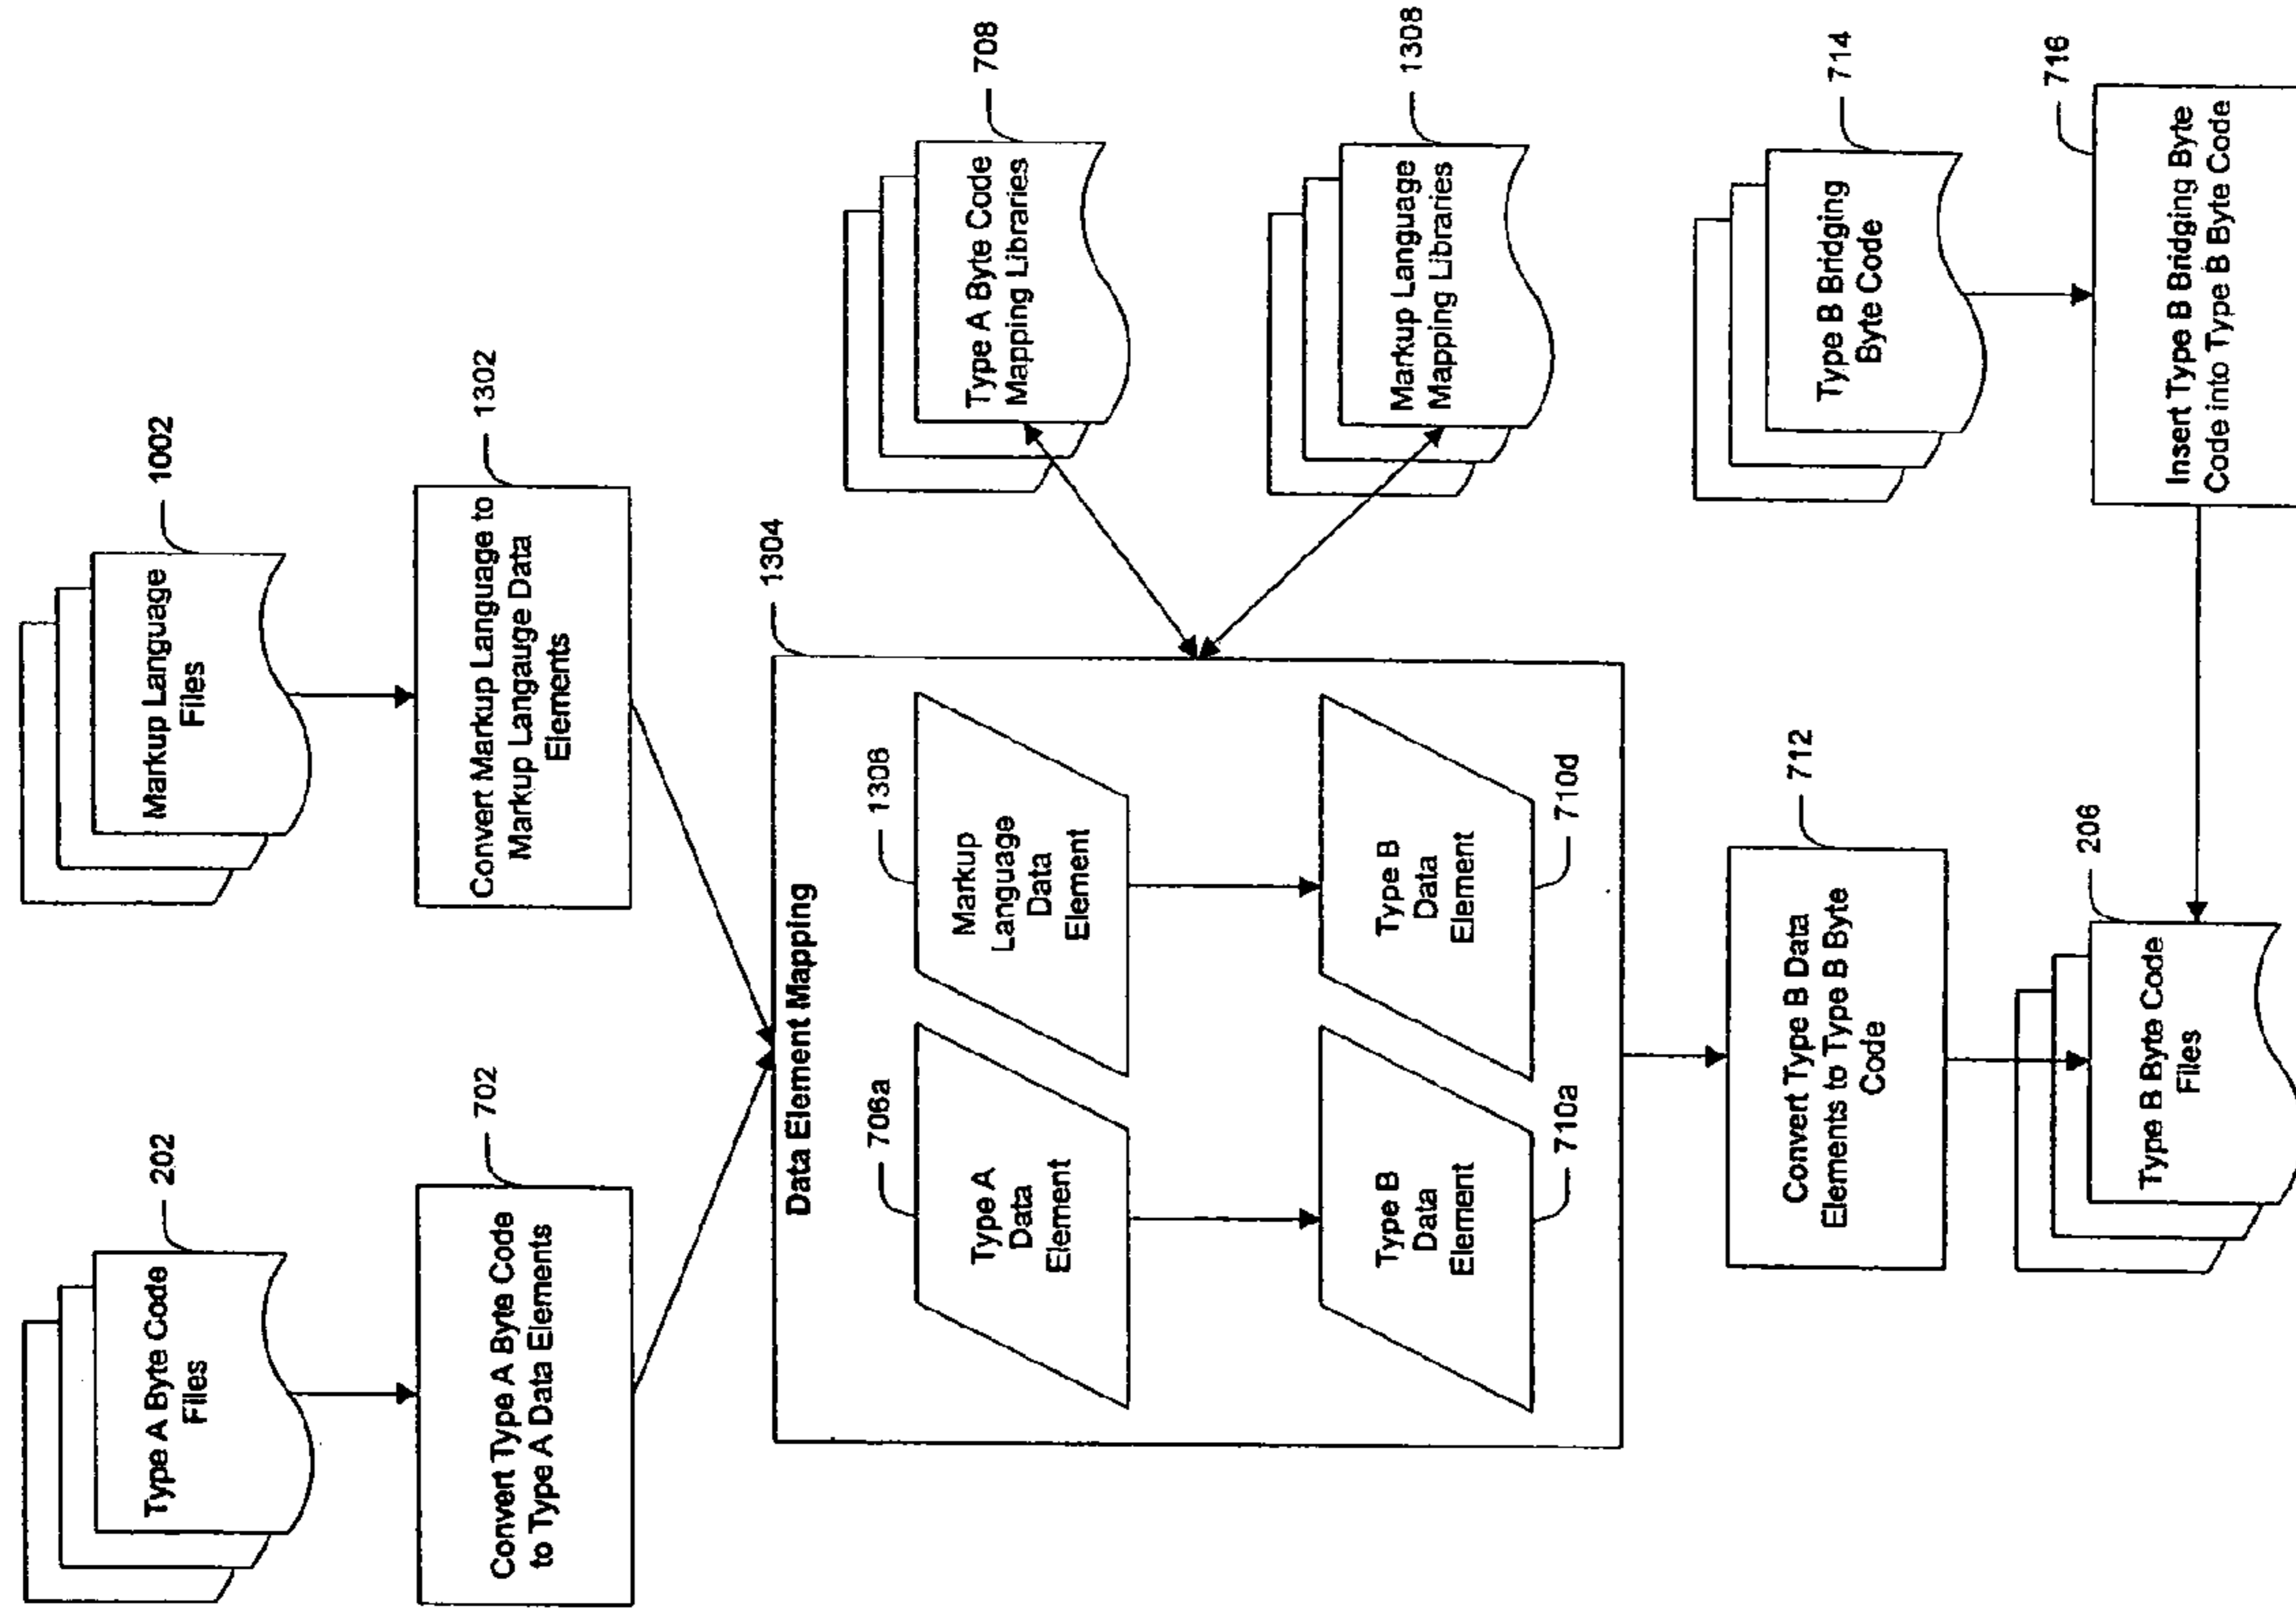 Type A Byte Code
Files
202
Markup Language
Files
1002
Convert Type A Byte Code
to Type A Data Elements
702
Convert Markup Language to
Markup Langauge Data
Elements
1302
Data Element Mapping
1304
Type A
Data
Element
706a
Markup
Language
Data
Element
1306
Type B
Data
Element
710a
Type B
Data
Element
710d
Type A Byte Code
Mapping Libraries
708
Markup Language
Mapping Libraries
1308
Convert Type B Data
Elements to Type B Byte
Code
712
Type B Bridging
Byte Code
714
Type B Byte Code
Files
206
Insert Type B Bridging Byte
Code into Type B Byte Code
716